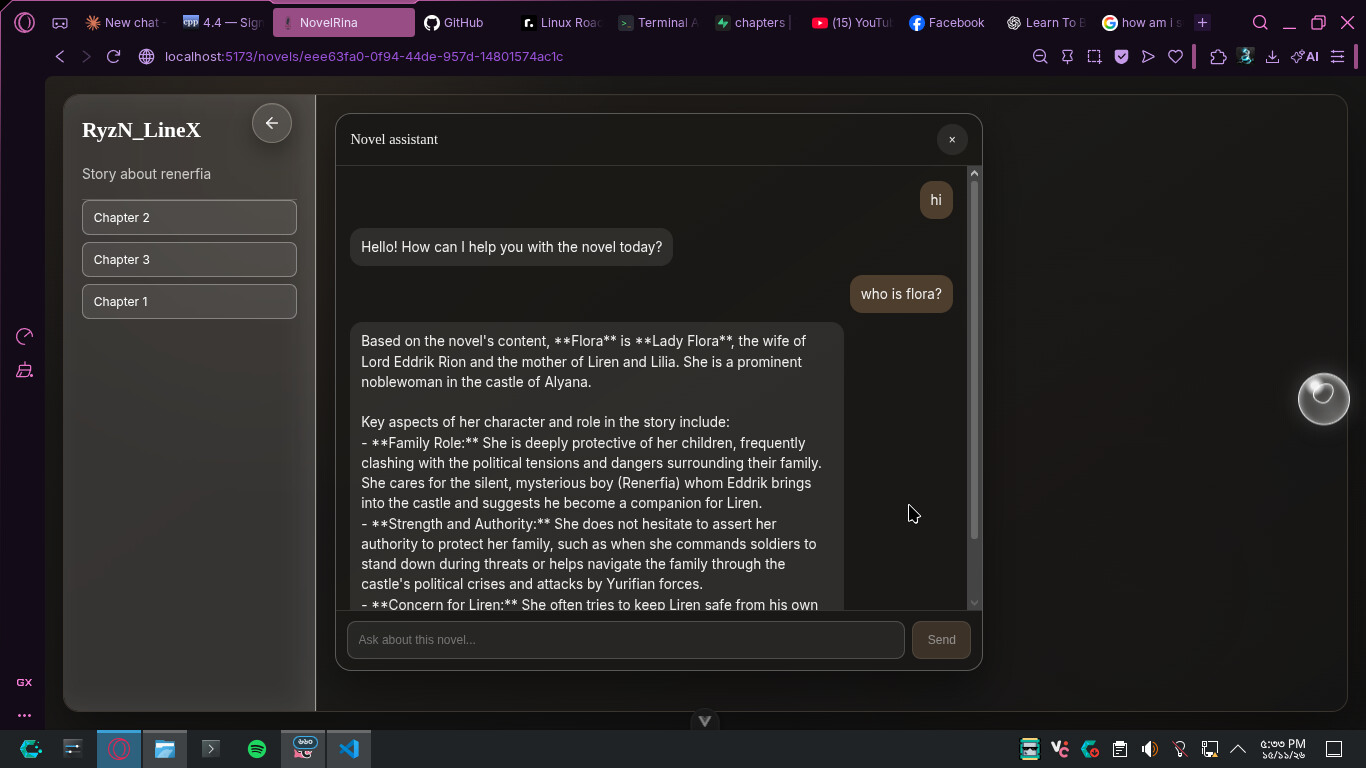 New chat -
4.4 — Sig
NovelRina
GitHub
Linux Roa
Terminal A
chapters |
(15) YouTu
Facebook
Learn To B
how am i s
localhost:5173/novels/eee63fa0-0f94-44de-957d-14801574ac1c
AI
RyzN_LineX
Story about renerfia
Chapter 2
Chapter 3
Chapter 1
Novel assistant
×
hi
Hello! How can I help you with the novel today?
who is flora?
Based on the novel's content, **Flora** is **Lady Flora**, the wife of
Lord Eddrik Rion and the mother of Liren and Lilia. She is a prominent
noblewoman in the castle of Alyana.
Key aspects of her character and role in the story include:
- **Family Role:** She is deeply protective of her children, frequently
clashing with the political tensions and dangers surrounding their family.
She cares for the silent, mysterious boy (Renerfia) whom Eddrik brings
into the castle and suggests he become a companion for Liren.
- **Strength and Authority:** She does not hesitate to assert her
authority to protect her family, such as when she commands soldiers to
stand down during threats or helps navigate the family through the
castle's political crises and attacks by Yurifian forces.
- **Concern for Liren:** She often tries to keep Liren safe from his own
Ask about this novel...
Send
GX
৫:৩৩ PM